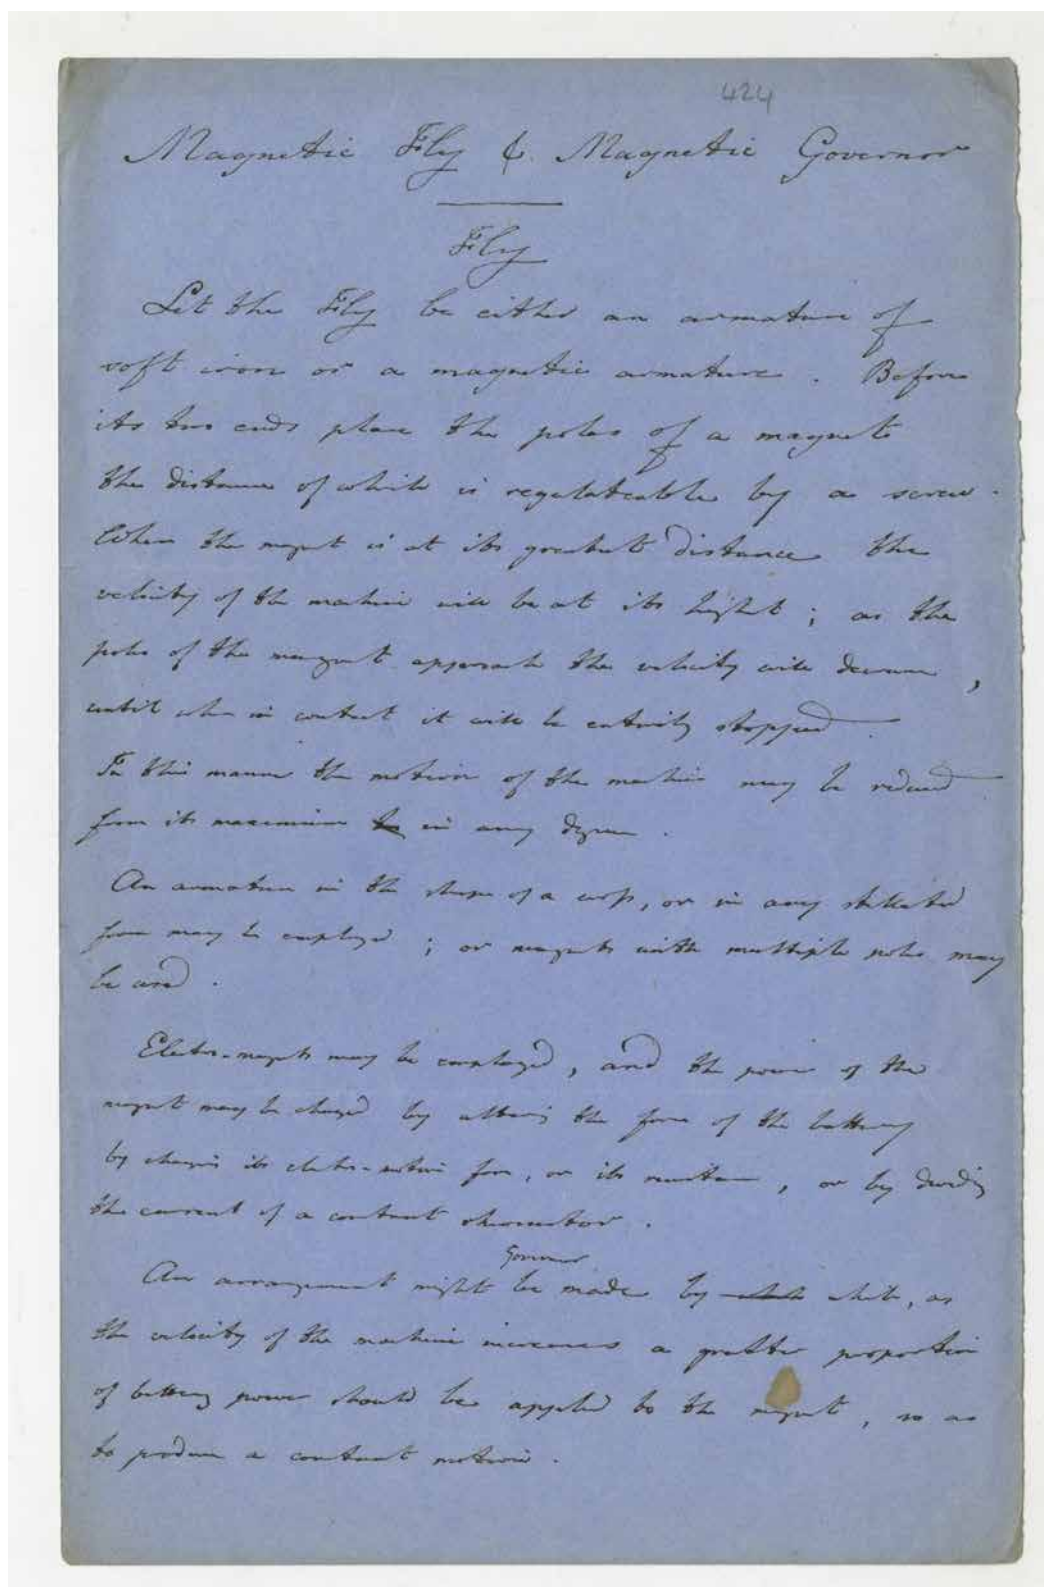 424
Magnetic Fly & Magnetic Governor
Fly
Let the Fly be either an armature of
soft iron or a magnetic armature. Before
its two ends place the poles of a magnet
the distance of which is regulateable by a screw.
When the magnet is at its greatest distance the
velocity of the machine will be at its hight; as the
poles of the magnet approach the velocity will decrease,
until when in contact it will be entirely stopped.
In this manner the motion of the machine may be reduced
from its maximum to in any degree.
An armature in the shape of a cross, or in any stellated
form may be employed; or magnets with multiple poles may
be used.
Electro-magnets may be employed, and the power of the
magnet may be changed by altering the force of the battery
by changing its electro-motive force, or its resistance, or by dividing
the current of a constant rheomotor.
Governor
An arrangement might be made by which, as
the velocity of the machine increases a greater proportion
of battery power should be applied to the magnet, so as
to produce a constant motion.